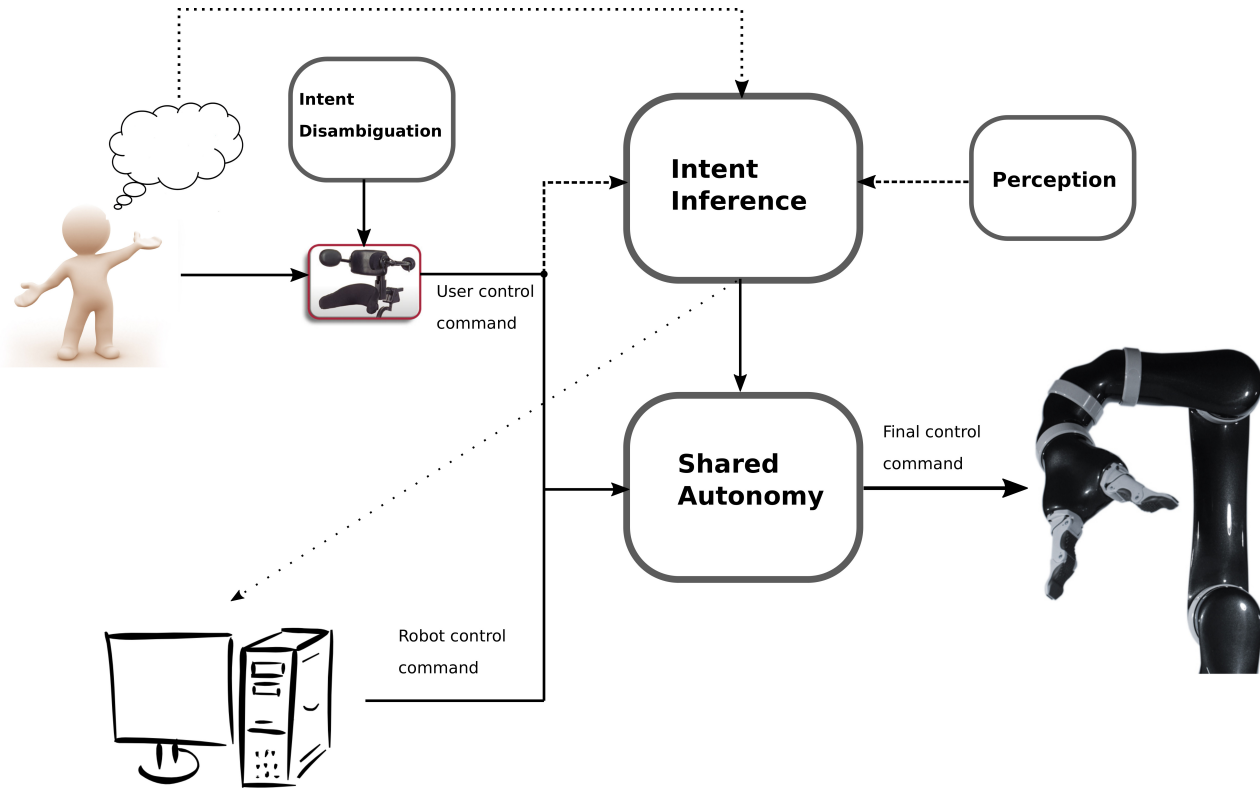 Intent
Disambiguation
Intent
Inference
Perception
User control
command
Shared
Autonomy
Final control
command
Robot control
command